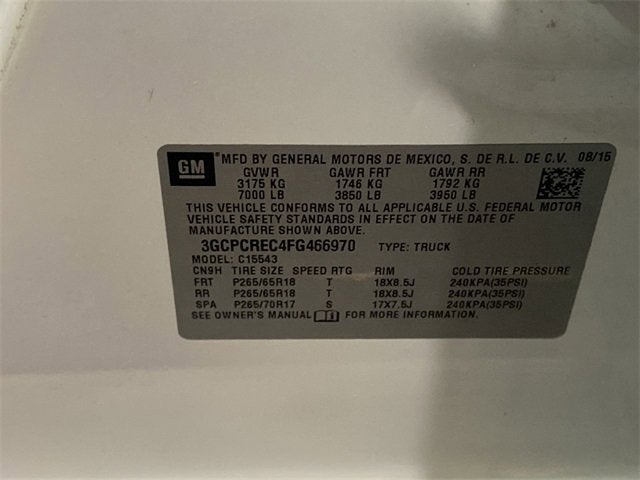 GM MFD BY GENERAL MOTORS DE MEXICO, S. DE R.L. DE C.V. 08/15
GVWR GAWR FRT GAWR RR
3175 KG 1746 KG 1792 KG
7000 LB 3850 LB 3950 LB
THIS VEHICLE CONFORMS TO ALL APPLICABLE U.S. FEDERAL MOTOR
VEHICLE SAFETY STANDARDS IN EFFECT ON THE DATE OF
MANUFACTURE SHOWN ABOVE.
3GCPCREC4FG466970 TYPE: TRUCK
MODEL: C15543
CN9H TIRE SIZE SPEED RTG RIM COLD TIRE PRESSURE
FRT P265/65R18 T 18X8.5J 240KPA(35PSI)
RR P265/65R18 T 18X8.5J 240KPA(35PSI)
SPA P265/70R17 S 17X7.5J 240KPA(35PSI)
SEE OWNER'S MANUAL FOR MORE INFORMATION.